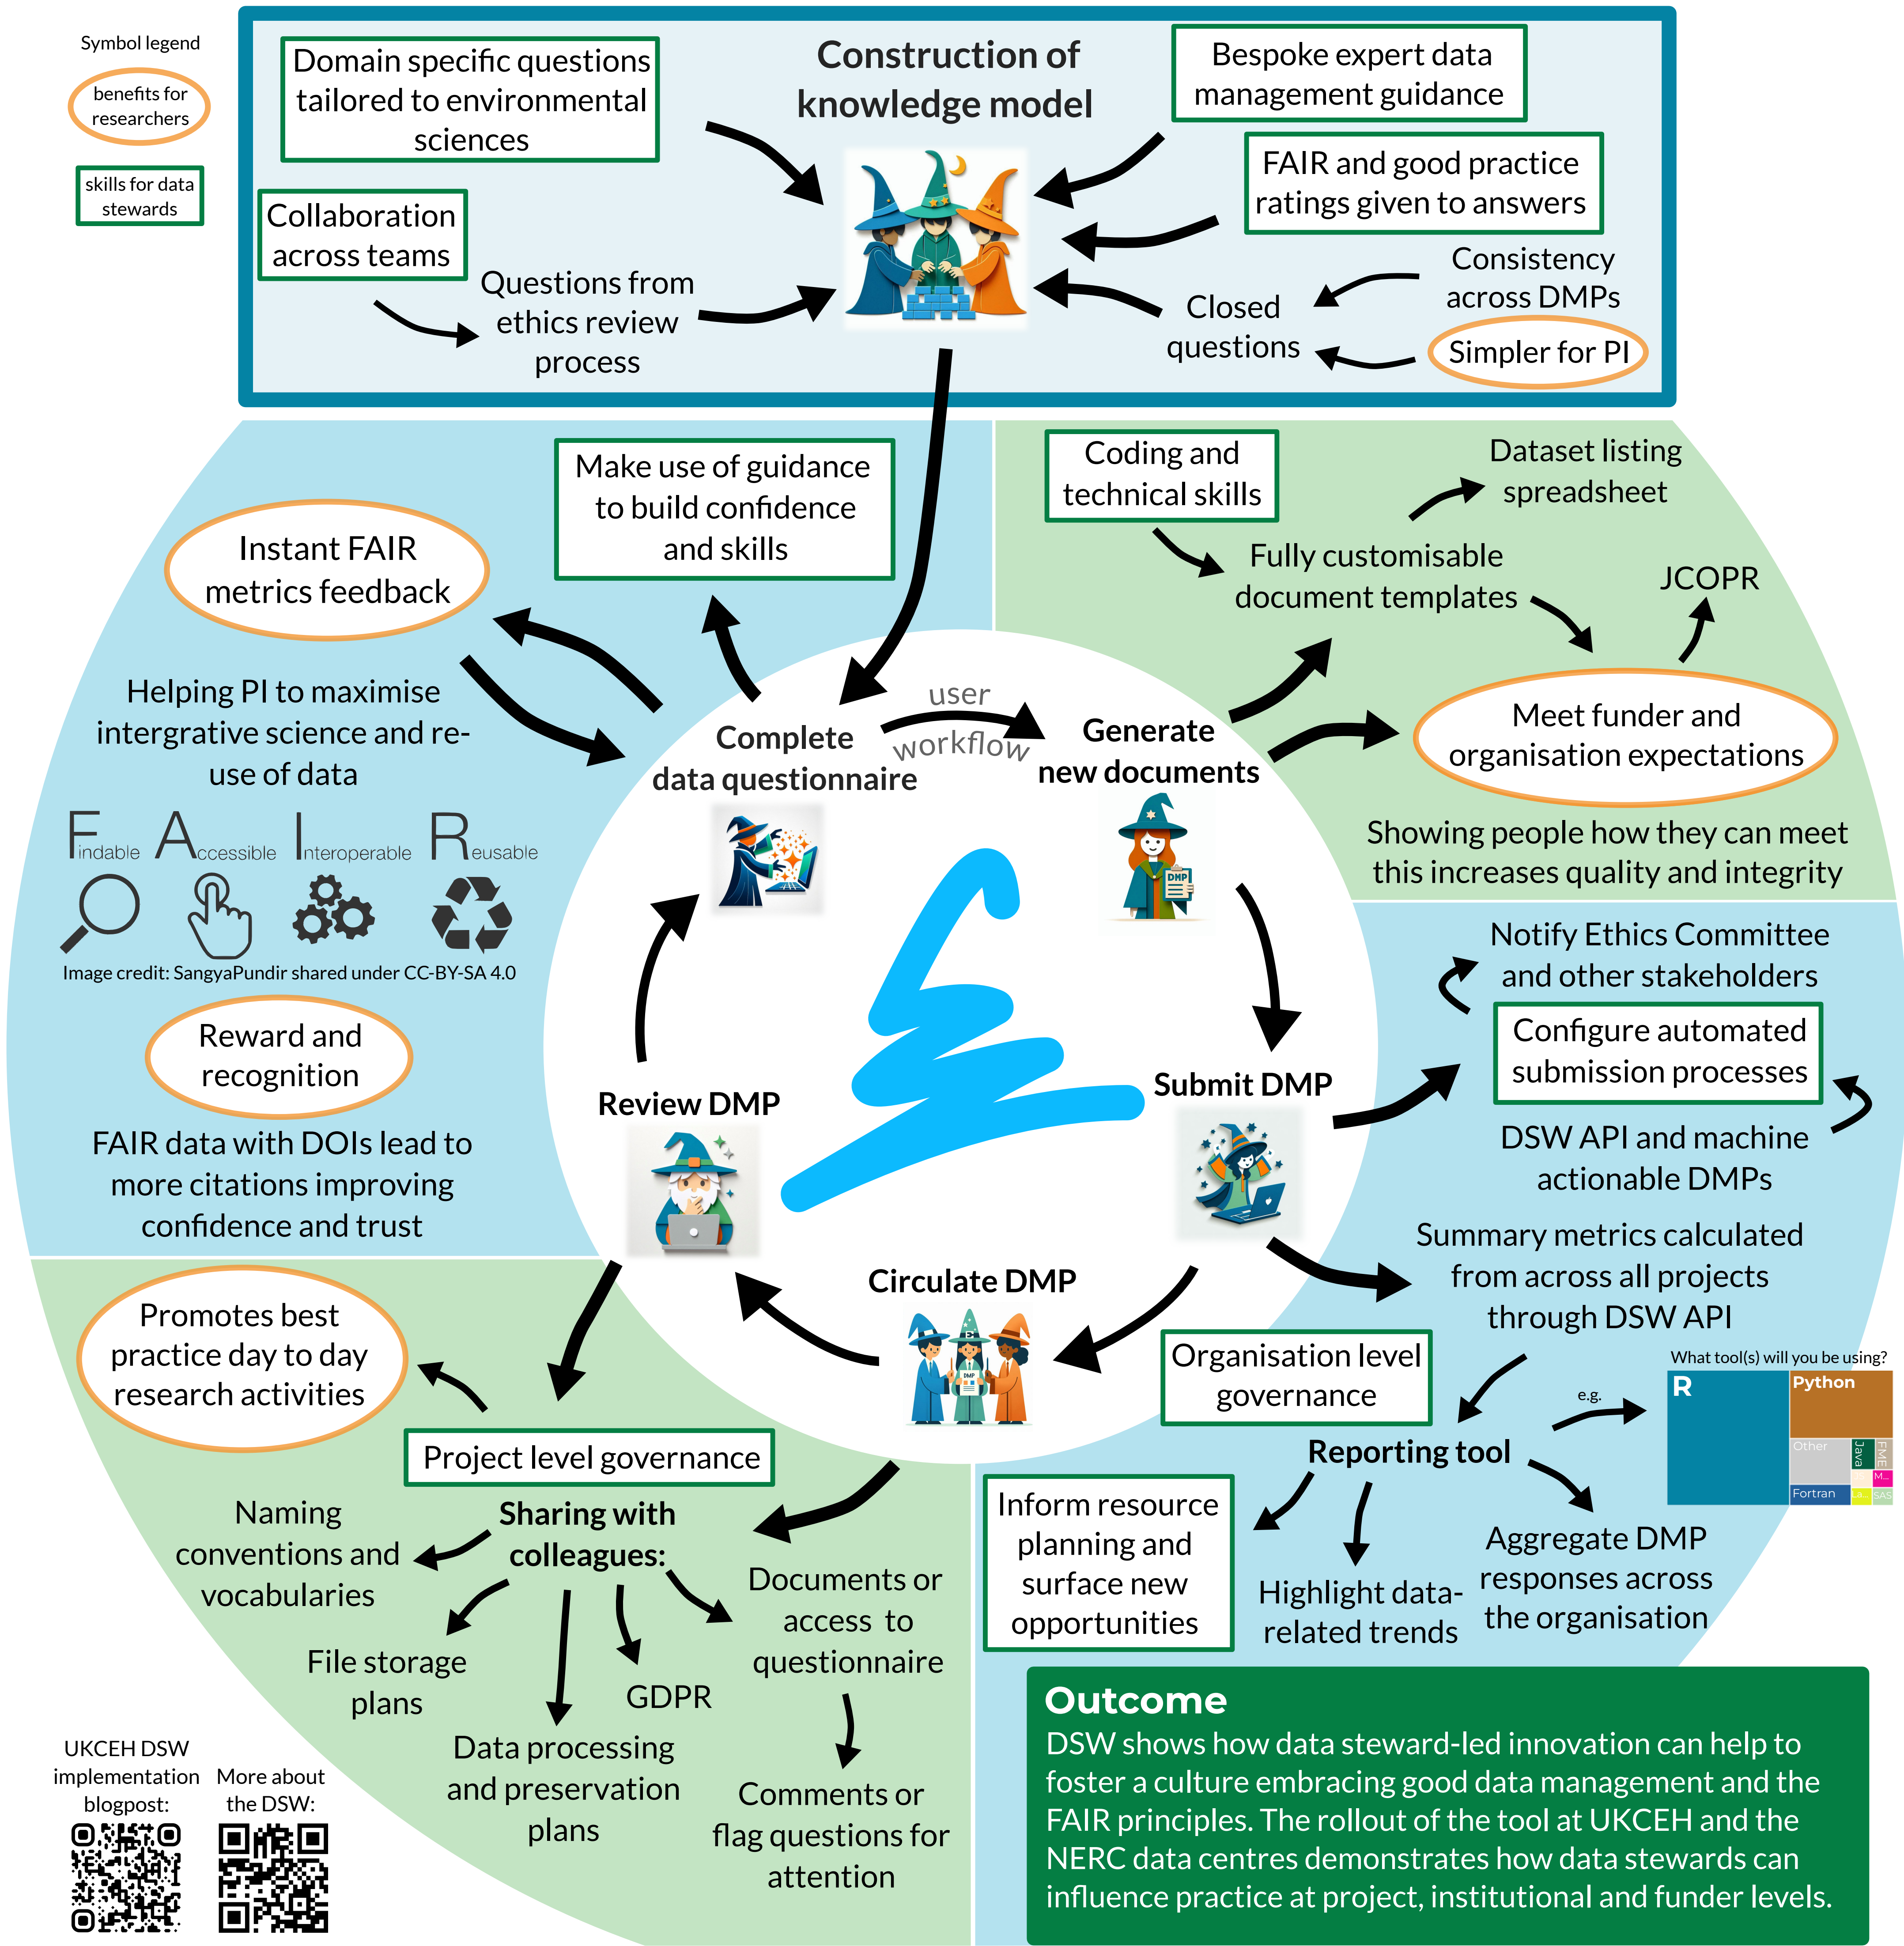 Symbol legend
benefits for
researchers
skills for data
stewards
Construction of
knowledge model
Domain specific questions
tailored to environmental
sciences
Collaboration
across teams
Questions from
ethics review
process
Bespoke expert data
management guidance
FAIR and good practice
ratings given to answers
Consistency
across DMPs
Closed
questions
Simpler for PI
Make use of guidance
to build confidence
and skills
Instant FAIR
metrics feedback
Helping PI to maximise
intergrative science and re-
use of data
Findable Accessible Interoperable Reusable
Image credit: SangyaPundir shared under CC-BY-SA 4.0
Reward and
recognition
FAIR data with DOIs lead to
more citations improving
confidence and trust
Coding and
technical skills
Dataset listing
spreadsheet
Fully customisable
document templates
JCOPR
Meet funder and
organisation expectations
Showing people how they can meet
this increases quality and integrity
user
workflow
Complete
data questionnaire
Generate
new documents
DMP
Submit DMP
Circulate DMP
DMP
Review DMP
Notify Ethics Committee
and other stakeholders
Configure automated
submission processes
DSW API and machine
actionable DMPs
Summary metrics calculated
from across all projects
through DSW API
Organisation level
governance
Reporting tool
e.g.
What tool(s) will you be using?
R
Python
Other
Java
FME
M...
Fortran
La...
SAS
Inform resource
planning and
surface new
opportunities
Highlight data-
related trends
Aggregate DMP
responses across
the organisation
Promotes best
practice day to day
research activities
Project level governance
Sharing with
colleagues:
Naming
conventions and
vocabularies
File storage
plans
Data processing
and preservation
plans
GDPR
Documents or
access to
questionnaire
Comments or
flag questions for
attention
UKCEH DSW
implementation
blogpost:
More about
the DSW:
Outcome
DSW shows how data steward-led innovation can help to
foster a culture embracing good data management and the
FAIR principles. The rollout of the tool at UKCEH and the
NERC data centres demonstrates how data stewards can
influence practice at project, institutional and funder levels.